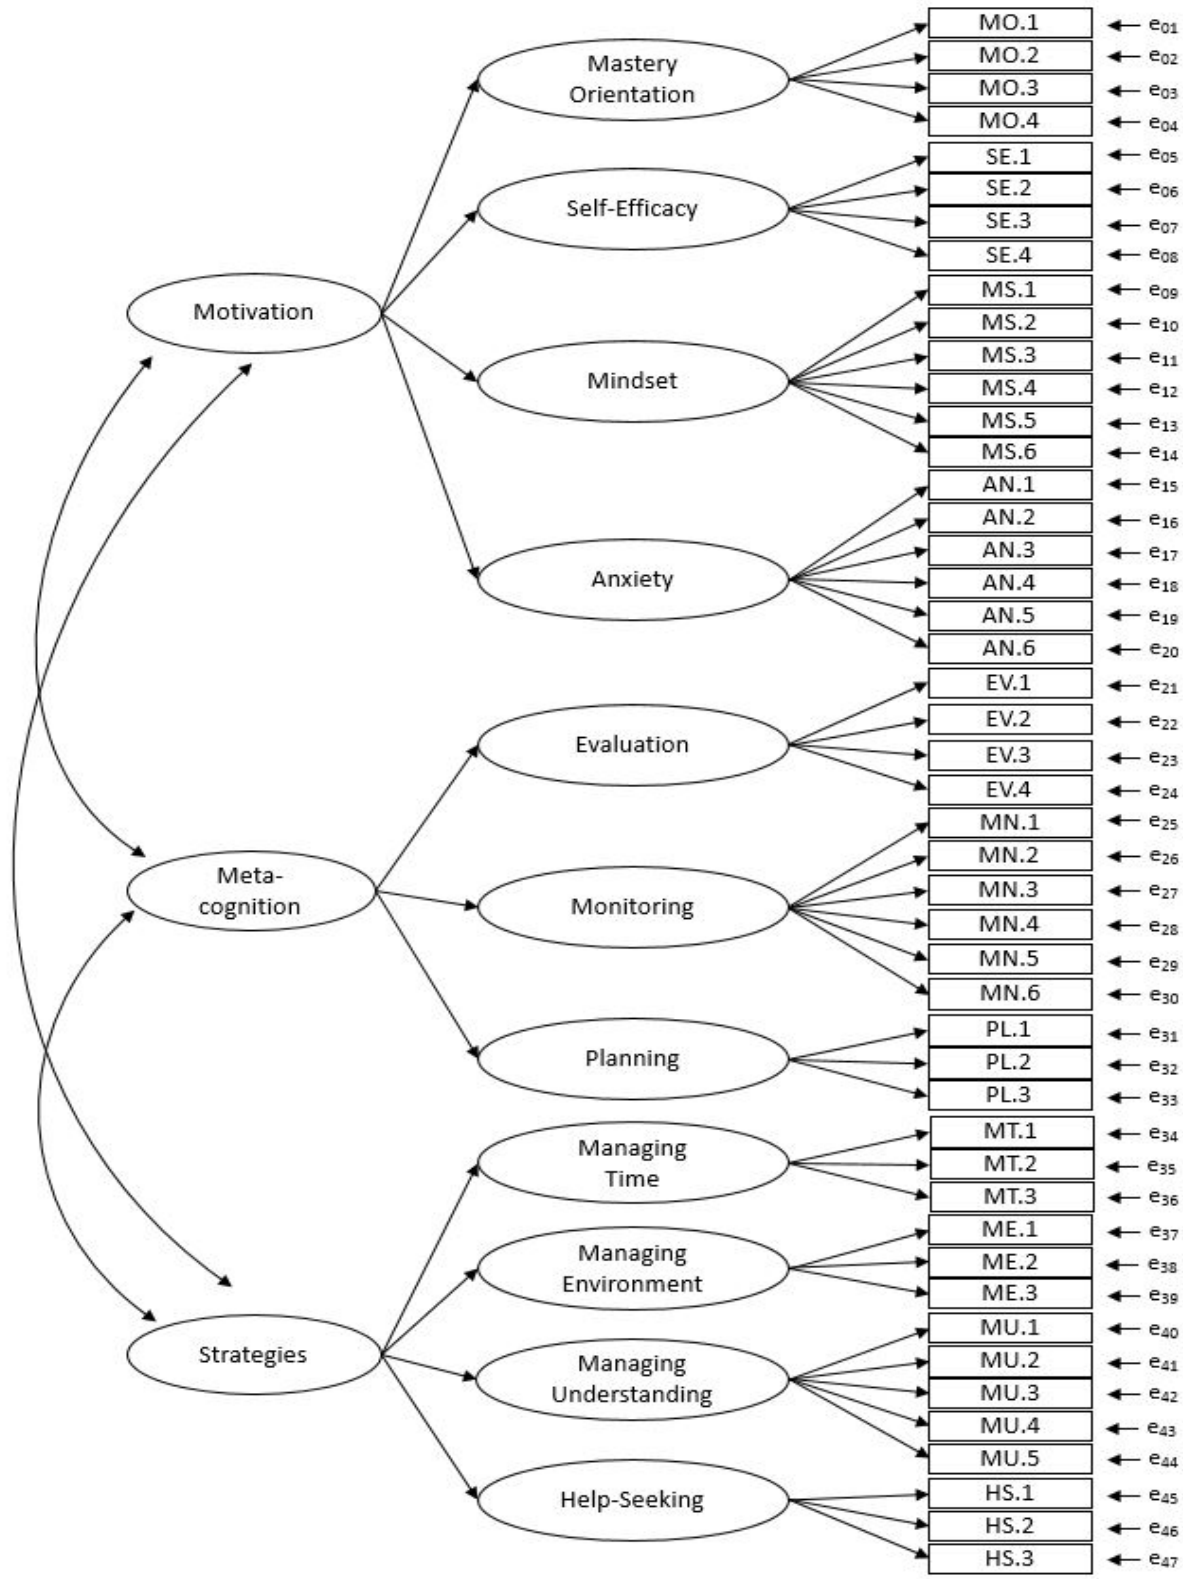 Motivation
Meta-
cognition
Strategies
Mastery
Orientation
Self-Efficacy
Mindset
Anxiety
Evaluation
Monitoring
Planning
Managing
Time
Managing
Environment
Managing
Understanding
Help-Seeking
MO.1 e01
MO.2 e02
MO.3 e03
MO.4 e04
SE.1 e05
SE.2 e06
SE.3 e07
SE.4 e08
MS.1 e09
MS.2 e10
MS.3 e11
MS.4 e12
MS.5 e13
MS.6 e14
AN.1 e15
AN.2 e16
AN.3 e17
AN.4 e18
AN.5 e19
AN.6 e20
EV.1 e21
EV.2 e22
EV.3 e23
EV.4 e24
MN.1 e25
MN.2 e26
MN.3 e27
MN.4 e28
MN.5 e29
MN.6 e30
PL.1 e31
PL.2 e32
PL.3 e33
MT.1 e34
MT.2 e35
MT.3 e36
ME.1 e37
ME.2 e38
ME.3 e39
MU.1 e40
MU.2 e41
MU.3 e42
MU.4 e43
MU.5 e44
HS.1 e45
HS.2 e46
HS.3 e47